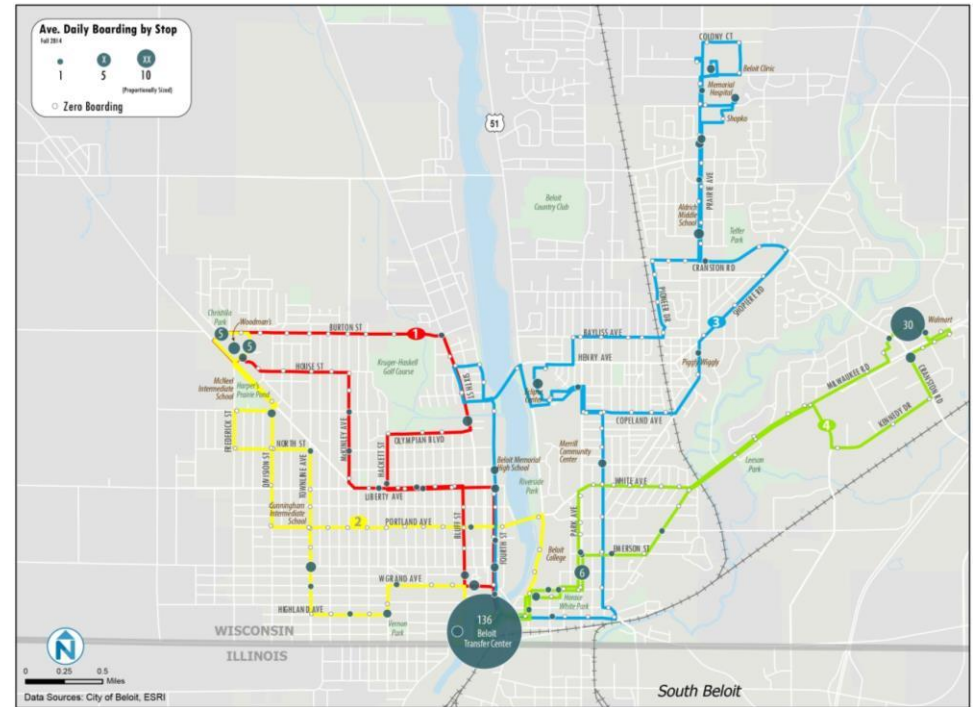 Ave. Daily Boarding by Stop
Fall 2014
X
XX
1
5
10
(Proportionally Sized)
Zero Boarding
COLONY CT
Beloit Clinic
Memorial
Hospital
Shopko
51
PRAIRIE AVE
Beloit
Country Club
Aldrich
Middle
School
Telfer
Park
CRANSTON RD
PIONEER DR
SHOPIERE RD
3
Christilla
Park
Woodman's
5
5
BURTON ST
1
BAYLISS AVE
HENRY AVE
30
Walmart
HOUSE ST
Kruger-Haskell
Golf Course
SIXTH ST
Piggly Wiggly
MILWAUKEE RD
CRANSTON RD
McNeel
Intermediate
School
Harper's
Prairie Pond
Center
KENNEDY DR
4
FREDERICK ST
NORTH ST
McKINLEY AVE
HACKETT ST
OLYMPIAN BLVD
COPELAND AVE
DIVISION ST
TOWNLINE AVE
Beloit Memorial
High School
Merrill
Community
Center
Leeson
Park
LIBERTY AVE
Riverside
Park
WHITE AVE
Cunningham
Intermediate
School
2
PORTLAND AVE
BLUFF ST
FOURTH ST
PARK AVE
Beloit
College
EMERSON ST
6
W GRAND AVE
Horace
White Park
HIGHLAND AVE
Vernon
Park
136
Beloit
Transfer Center
WISCONSIN
ILLINOIS
N
0
0.25
0.5
Miles
South Beloit
Data Sources: City of Beloit, ESRI